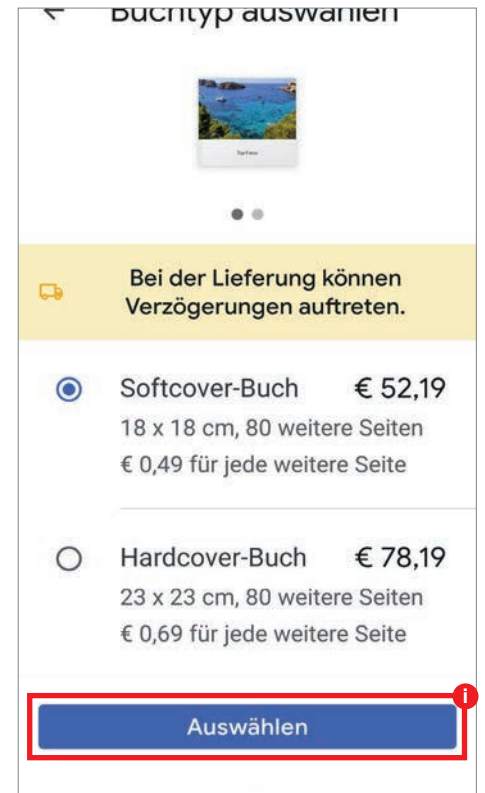 Buchtyp auswählen
Bei der Lieferung können
Verzögerungen auftreten.
Softcover-Buch € 52,19
18 x 18 cm, 80 weitere Seiten
€ 0,49 für jede weitere Seite
Hardcover-Buch € 78,19
23 x 23 cm, 80 weitere Seiten
€ 0,69 für jede weitere Seite
i
Auswählen